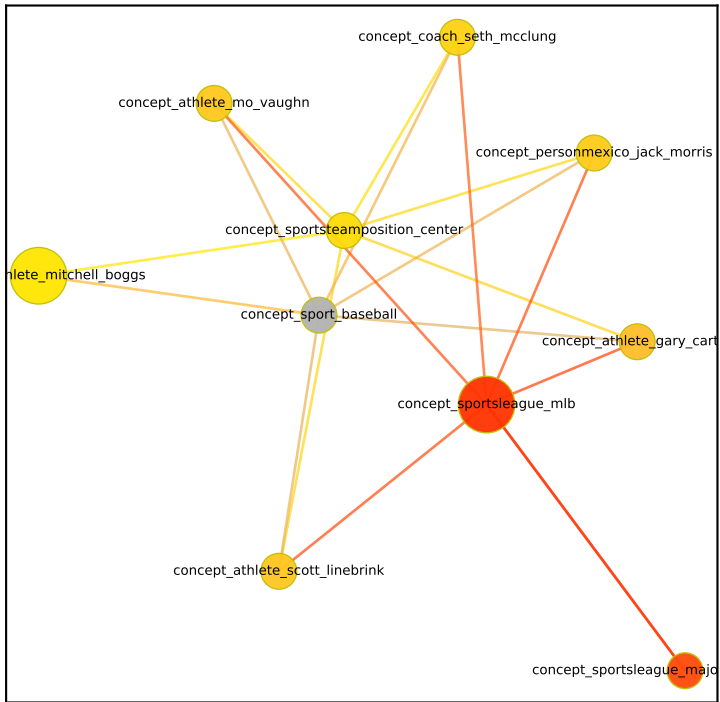 concept_coach_seth_mcclung
concept_athlete_mo_vaughn
concept_personmexico_jack_morris
concept_sportsteamposition_center
hlete_mitchell_boggs
concept_sport_baseball
concept_athlete_gary_cart
concept_sportsleague_mlb
concept_athlete_scott_linebrink
concept_sportsleague_majo